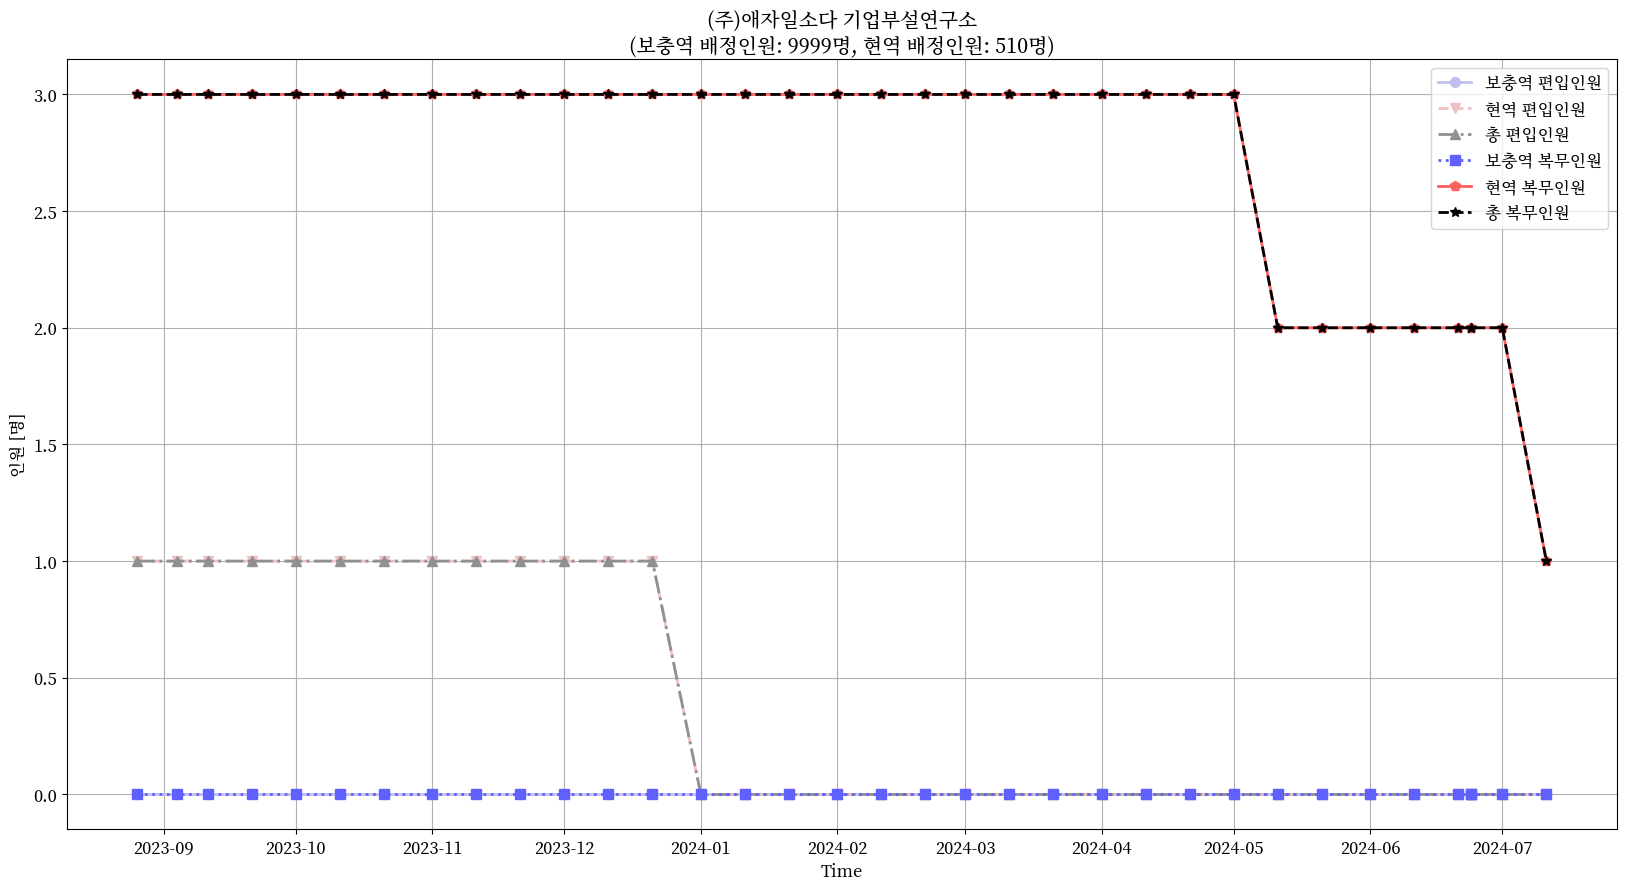 (주)애자일소다 기업부설연구소
(보충역 배정인원: 9999명, 현역 배정인원: 510명)
보충역 편입인원
현역 편입인원
총 편입인원
보충역 복무인원
현역 복무인원
총 복무인원
인원 [명]
3.0
2.5
2.0
1.5
1.0
0.5
0.0
2023-09 2023-10 2023-11 2023-12 2024-01 2024-02 2024-03 2024-04 2024-05 2024-06 2024-07
Time